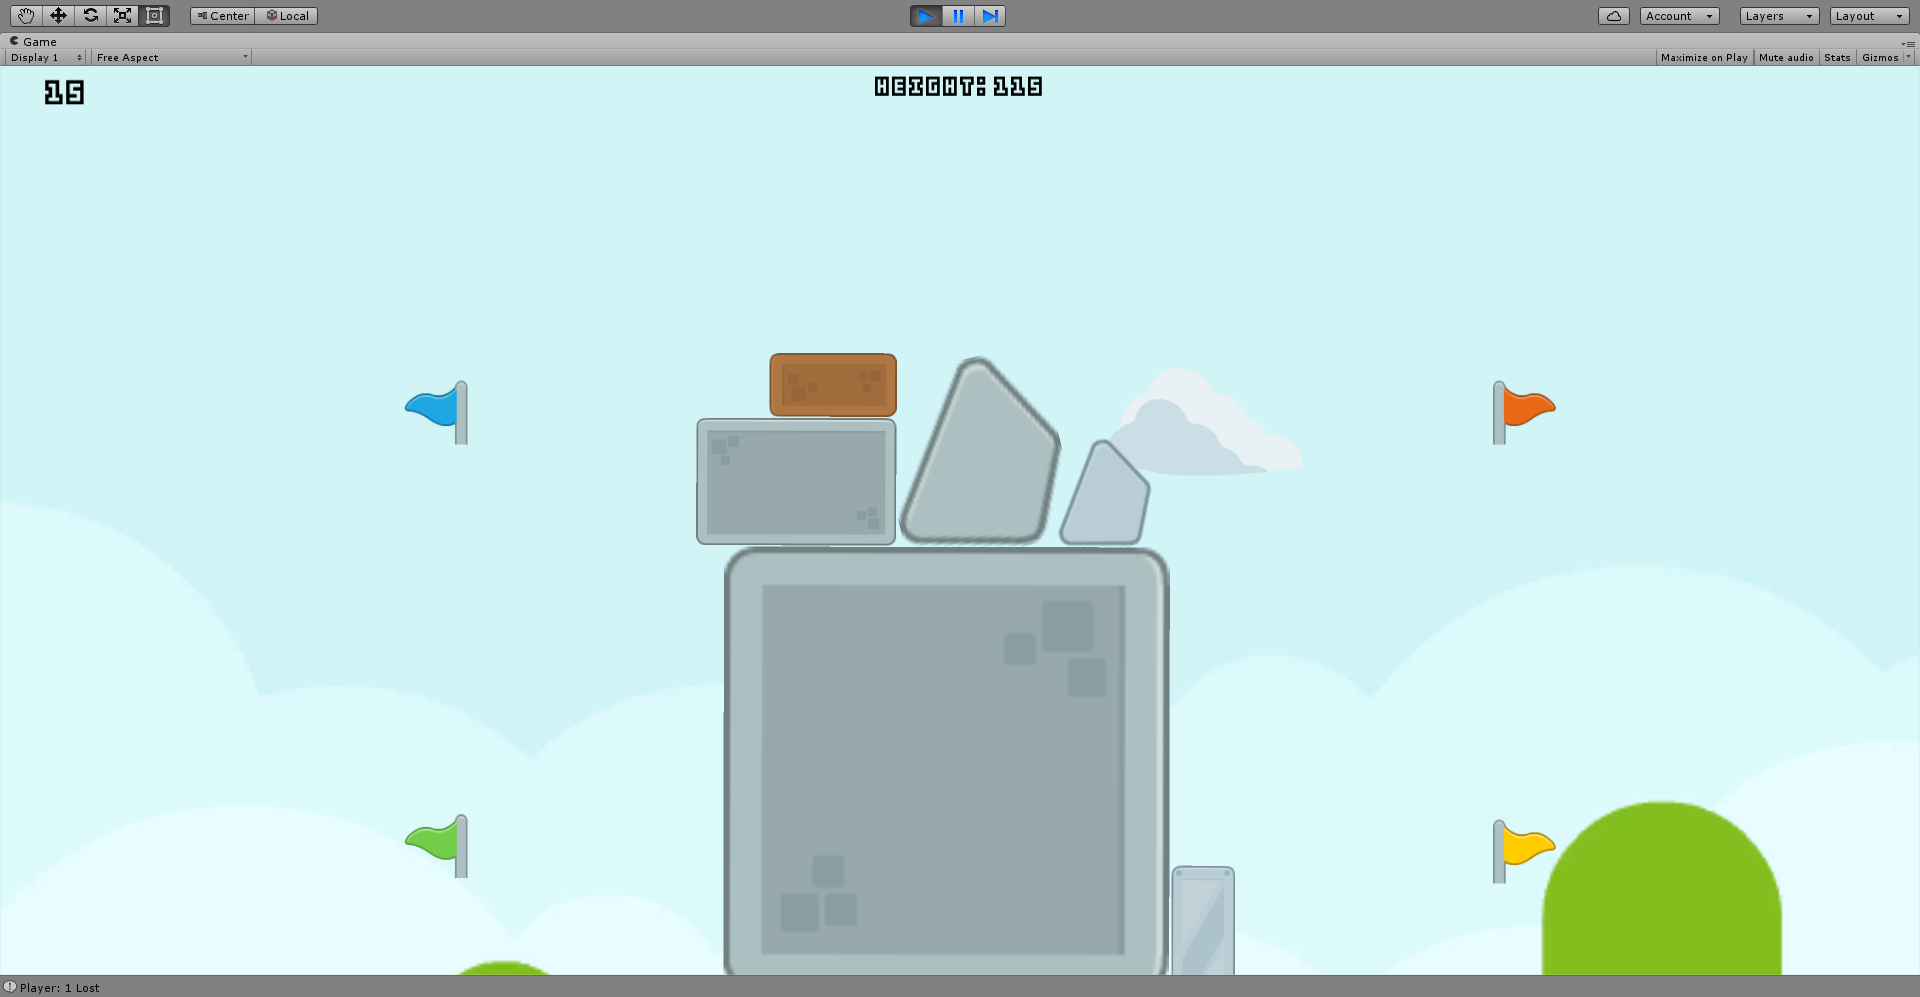 Center Local Account Layers Layout
Game
Display 1 Free Aspect Maximize on Play Mute audio Stats Gizmos
15 HEIGHT: 115
Player: 1 Lost